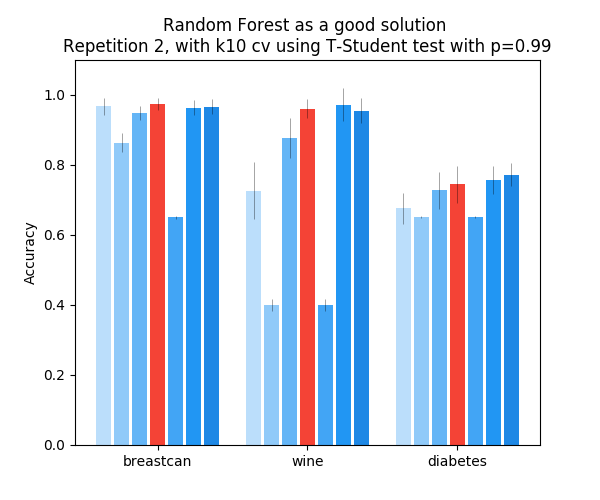 Random Forest as a good solution
Repetition 2, with k10 cv using T-Student test with p=0.99
1.0
0.8
0.6
0.4
0.2
0.0
Accuracy
breastcan wine diabetes